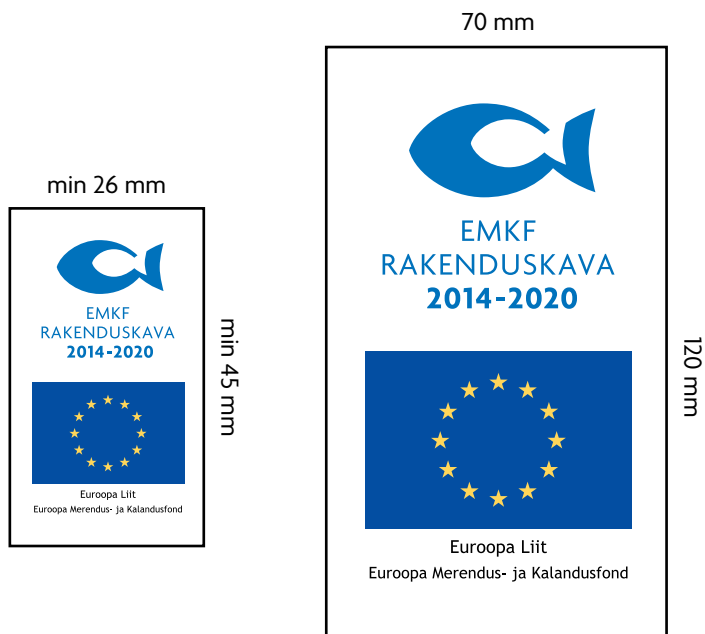 min 26 mm
EMKF
RAKENDUSKAVA
2014-2020
Euroopa Liit
Euroopa Merendus- ja Kalandusfond
min 45 mm
70 mm
EMKF
RAKENDUSKAVA
2014-2020
Euroopa Liit
Euroopa Merendus- ja Kalandusfond
120 mm